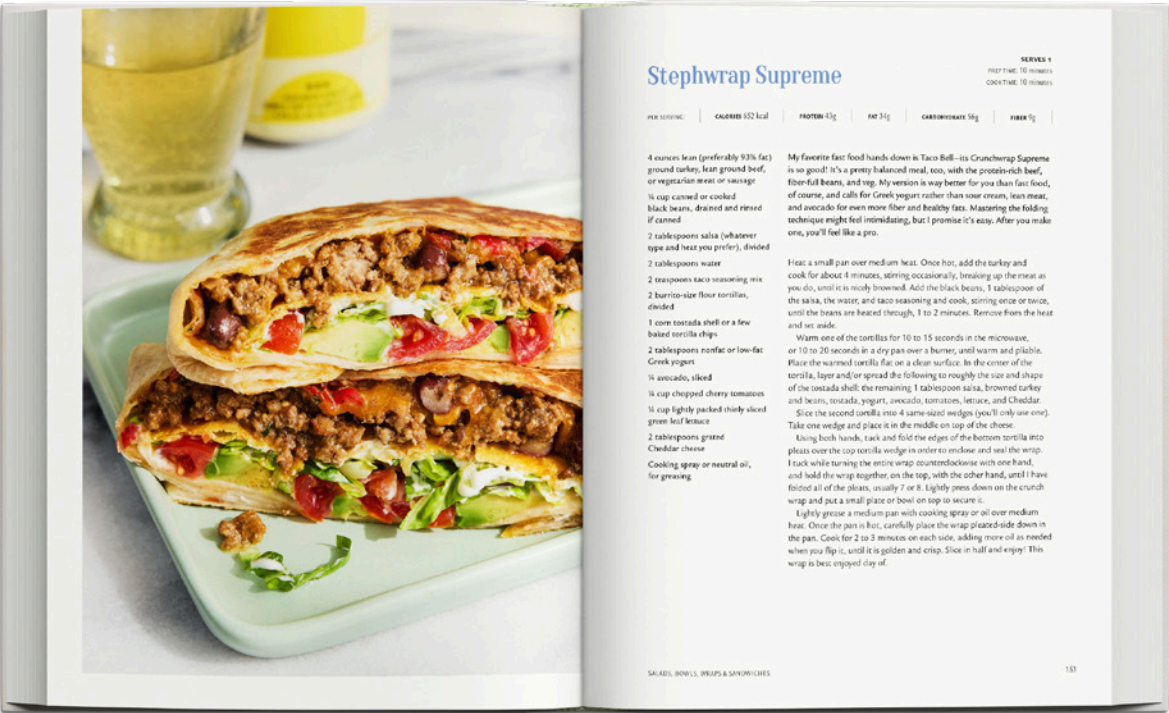 Stephwrap Supreme
SERVES 1
PREP TIME: 10 minutes
COOK TIME: 10 minutes
PER SERVING: CALORIES 652 kcal PROTEIN 43g FAT 34g CARBOHYDRATE 56g FIBER 9g
4 ounces lean (preferably 93% fat)
ground turkey, lean ground beef,
or vegetarian meat or sausage
¼ cup canned or cooked
black beans, drained and rinsed
if canned
2 tablespoons salsa (whatever
type and heat you prefer), divided
2 tablespoons water
2 teaspoons taco seasoning mix
2 burrito-size flour tortillas,
divided
1 corn tostada shell or a few
baked tortilla chips
2 tablespoons nonfat or low-fat
Greek yogurt
¼ avocado, sliced
¼ cup chopped cherry tomatoes
¼ cup lightly packed thinly sliced
green leaf lettuce
2 tablespoons grated
Cheddar cheese
Cooking spray or neutral oil,
for greasing
My favorite fast food hands down is Taco Bell—its Crunchwrap Supreme
is so good! It's a pretty balanced meal, too, with the protein-rich beef,
fiber-full beans, and veg. My version is way better for you than fast food,
of course, and calls for Greek yogurt rather than sour cream, lean meat,
and avocado for even more fiber and healthy fats. Mastering the folding
technique might feel intimidating, but I promise it's easy. After you make
one, you'll feel like a pro.
Heat a small pan over medium heat. Once hot, add the turkey and
cook for about 4 minutes, stirring occasionally, breaking up the meat as
you do, until it is nicely browned. Add the black beans, 1 tablespoon of
the salsa, the water, and taco seasoning and cook, stirring once or twice,
until the beans are heated through, 1 to 2 minutes. Remove from the heat
and set aside.
Warm one of the tortillas for 10 to 15 seconds in the microwave,
or 10 to 20 seconds in a dry pan over a burner, until warm and pliable.
Place the warmed tortilla flat on a clean surface. In the center of the
tortilla, layer and/or spread the following to roughly the size and shape
of the tostada shell: the remaining 1 tablespoon salsa, browned turkey
and beans, tostada, yogurt, avocado, tomatoes, lettuce, and Cheddar.
Slice the second tortilla into 4 same-sized wedges (you'll only use one).
Take one wedge and place it in the middle on top of the cheese.
Using both hands, tuck and fold the edges of the bottom tortilla into
pleats over the top tortilla wedge in order to enclose and seal the wrap.
I tuck while turning the entire wrap counterclockwise with one hand,
and hold the wrap together, on the top, with the other hand, until I have
folded all of the pleats, usually 7 or 8. Lightly press down on the crunch
wrap and put a small plate or bowl on top to secure it.
Lightly grease a medium pan with cooking spray or oil over medium
heat. Once the pan is hot, carefully place the wrap pleated-side down in
the pan. Cook for 2 to 3 minutes on each side, adding more oil as needed
when you flip it, until it is golden and crisp. Slice in half and enjoy! This
wrap is best enjoyed day of.
SALADS, BOWLS, WRAPS & SANDWICHES